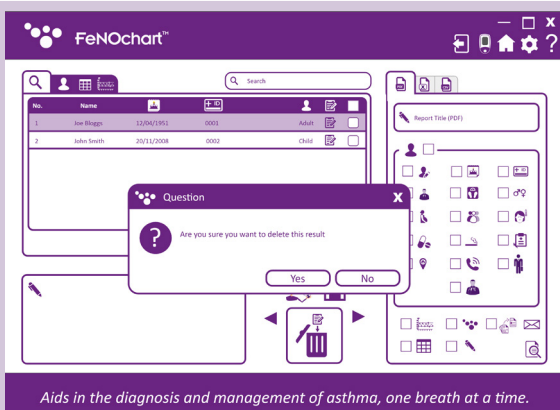 FeNOchart™
Search
No. Name ID
1 Joe Bloggs 12/04/1951 0001 Adult
2 John Smith 20/11/2008 0002 Child
Report Title (PDF)
Question X
Are you sure you want to delete this result
Yes No
Aids in the diagnosis and management of asthma, one breath at a time.